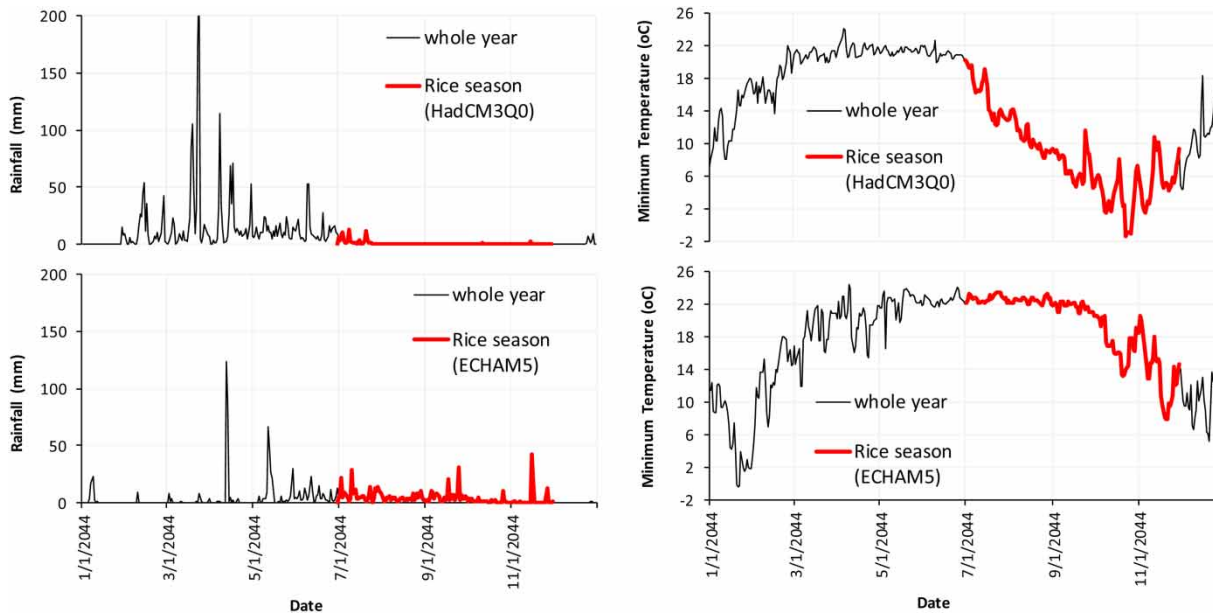 200
150
100
50
0
Rainfall (mm)
whole year
Rice season
(HadCM3Q0)
26
22
18
14
10
6
2
-2
Minimum Temperature (oC)
whole year
Rice season
(HadCM3Q0)
200
150
100
50
0
Rainfall (mm)
whole year
Rice season
(ECHAM5)
1/1/2044
3/1/2044
5/1/2044
7/1/2044
9/1/2044
11/1/2044
Date
26
22
18
14
10
6
2
-2
Minimum Temperature (oC)
whole year
Rice season
(ECHAM5)
1/1/2044
3/1/2044
5/1/2044
7/1/2044
9/1/2044
11/1/2044
Date